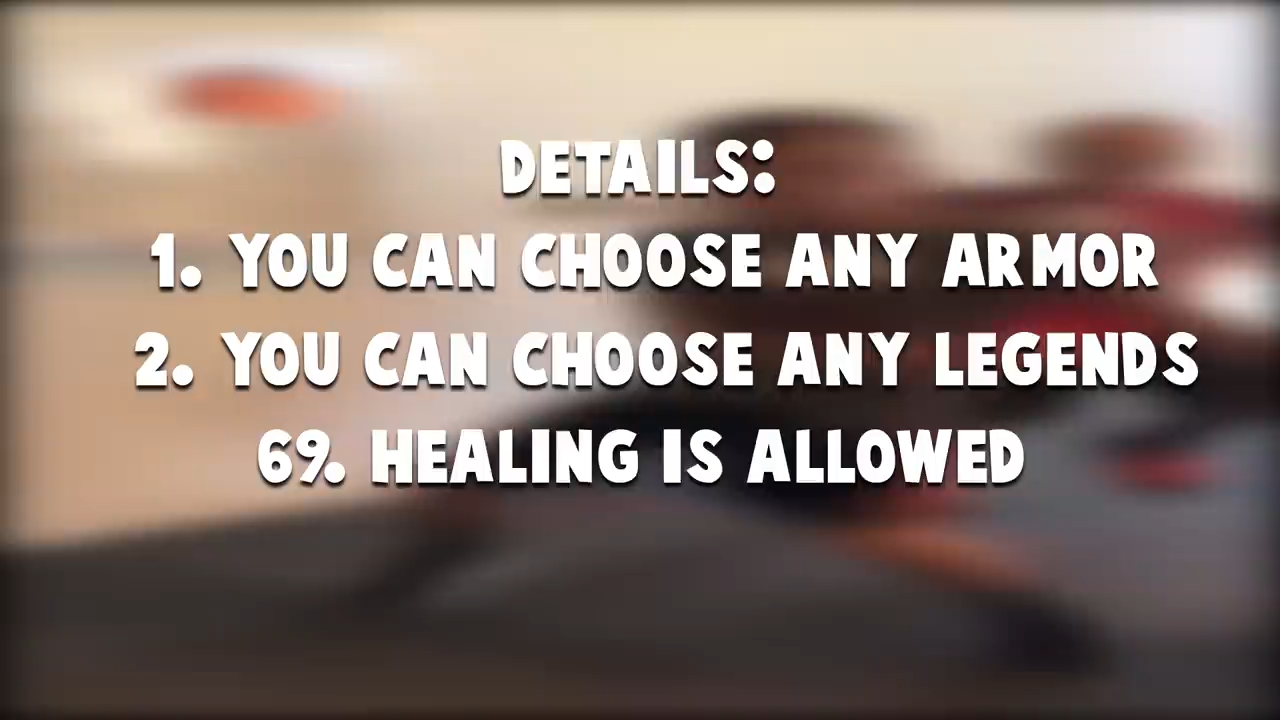 DETAILS:
1. YOU CAN CHOOSE ANY ARMOR
2. YOU CAN CHOOSE ANY LEGENDS
69. HEALING IS ALLOWED